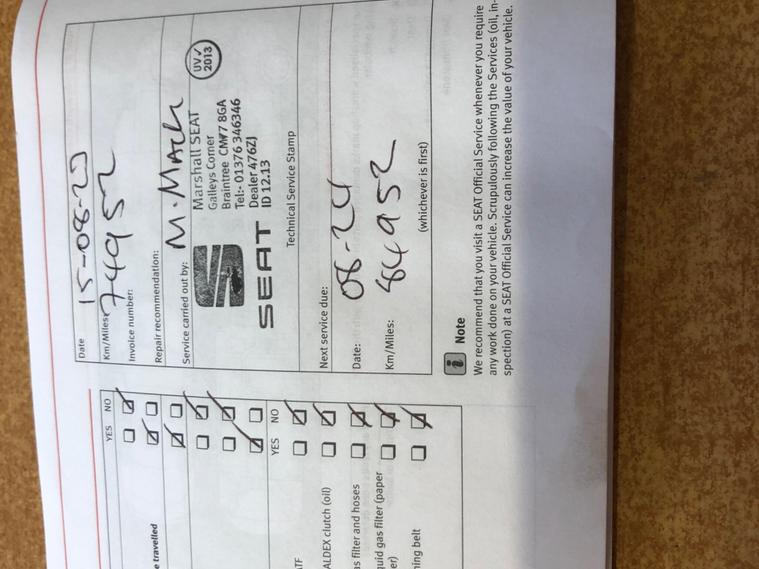 Date 15-08-23
Km/Miles: 74952
Invoice number:
Repair recommendation:
Service carried out by: M. Mach
UV✓
2013
SEAT
Marshall SEAT
Galleys Corner
Braintree CM77 8GA
Tel:- 01376 346346
Dealer 476ZJ
ID 12.13
Technical Service Stamp
Next service due:
Date: 08-24
Km/Miles: 84952
(whichever is first)
i Note
We recommend that you visit a SEAT Official Service whenever you require
any work done on your vehicle. Scrupulously following the Services (oil, in-
spection) at a SEAT Official Service can increase the value of your vehicle.
YES NO
e travelled
YES NO
ATF
ALDEX clutch (oil)
as filter and hoses
quid gas filter (paper
er)
ning belt